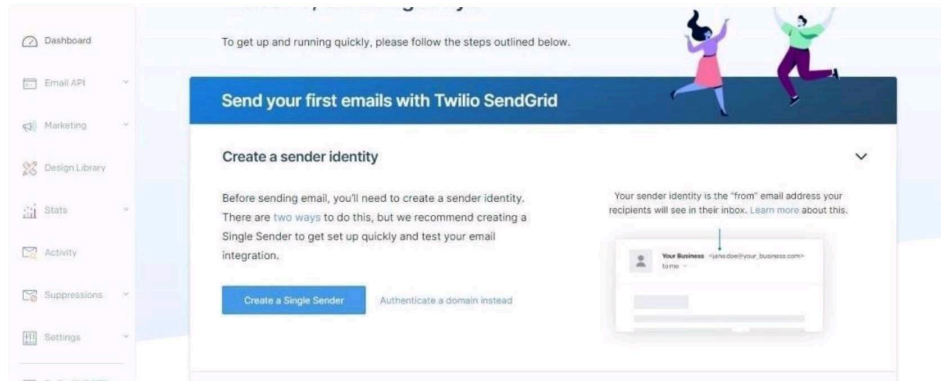 To get up and running quickly, please follow the steps outlined below.
Dashboard
Email API
Marketing
Design Library
Stats
Activity
Suppressions
Settings
Send your first emails with Twilio SendGrid
Create a sender identity
Before sending email, you'll need to create a sender identity.
There are two ways to do this, but we recommend creating a
Single Sender to get set up quickly and test your email
integration.
Create a Single Sender
Authenticate a domain instead
Your sender identity is the "from" email address your
recipients will see in their inbox. Learn more about this.
Your Business <janedoe@your_business.com>
to me